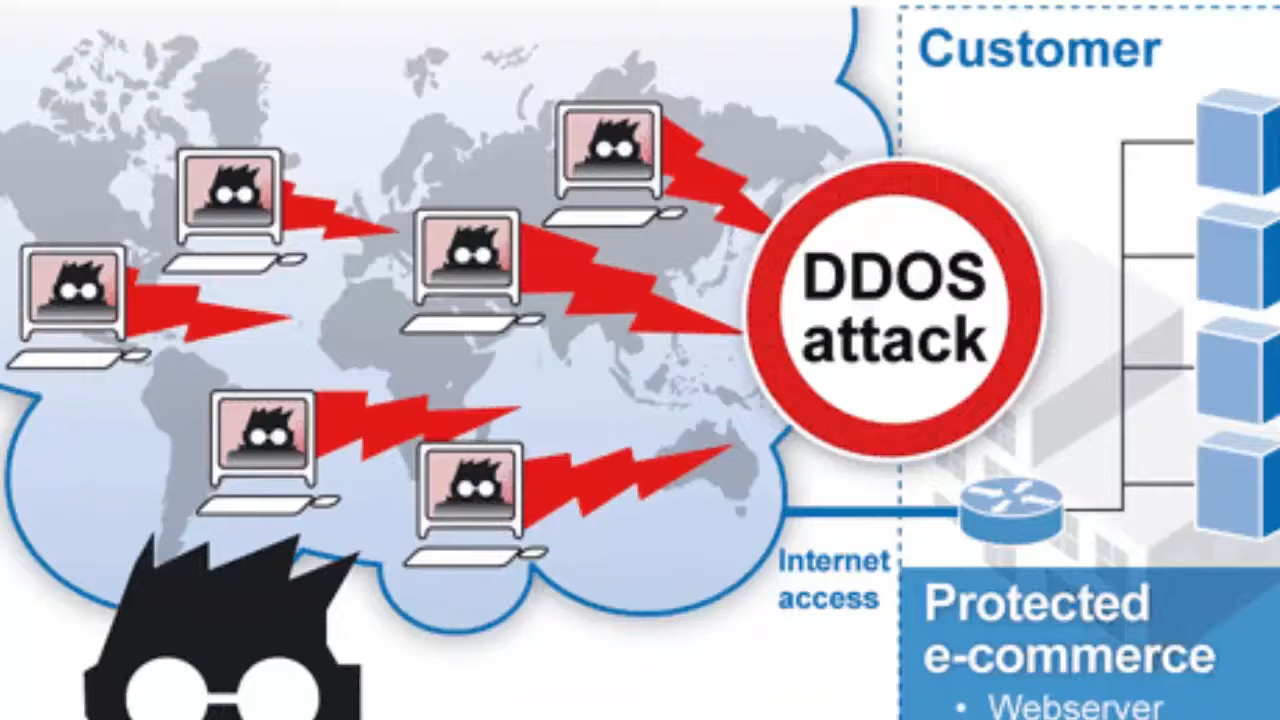 Customer
DDOS
attack
Internet
access
Protected
e-commerce
• Webserver